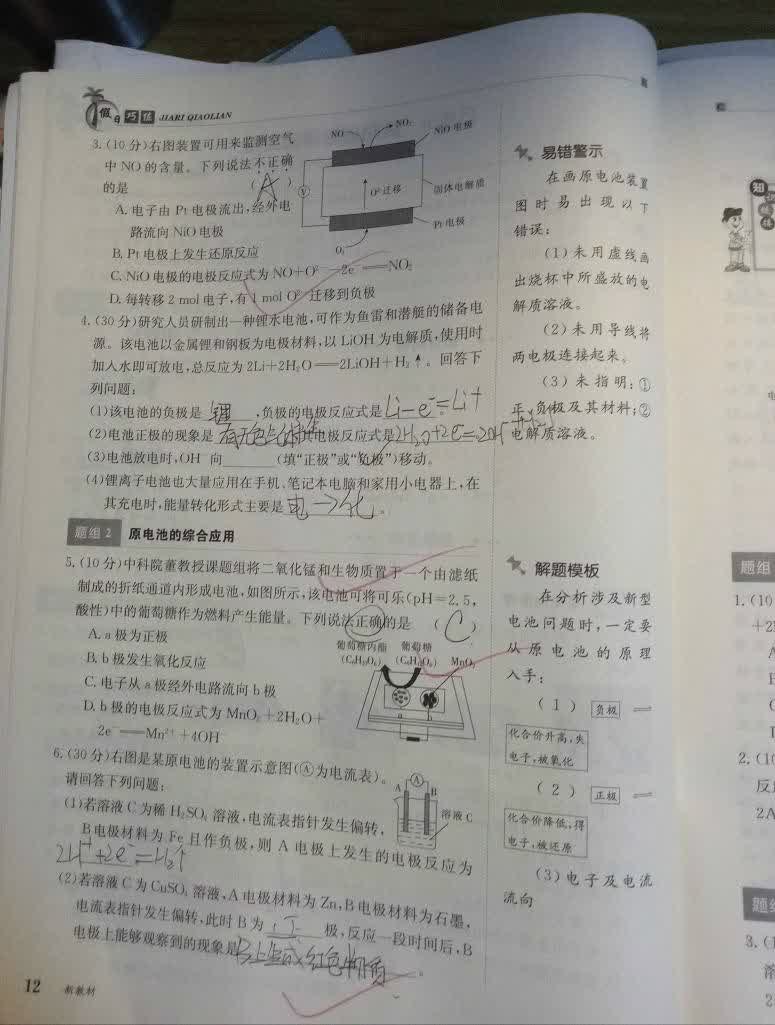 假日巧练 JIARI QIAOLIAN
3.(10分)右图装置可用来监测空气
中NO的含量。下列说法不正确
的是 (A)
A.电子由Pt电极流出,经外电
路流向NiO电极
B.Pt电极上发生还原反应
C.NiO电极的电极反应式为NO+O²⁻-2e⁻══NO₂
D.每转移2 mol电子,有1 mol O²⁻迁移到负极
NO
NO₂
NiO电极
V
O²⁻迁移
固体电解质
Pt电极
O₂
4.(30分)研究人员研制出一种锂水电池,可作为鱼雷和潜艇的储备电
源。该电池以金属锂和钢板为电极材料,以LiOH为电解质,使用时
加入水即可放电,总反应为2Li+2H₂O══2LiOH+H₂↑。回答下
列问题:
(1)该电池的负极是 锂 ,负极的电极反应式是 Li-e⁻=Li⁺
(2)电池正极的现象是 有无色气体 电极反应式是 2H₂O+2e⁻=2OH⁻+H₂↑
(3)电池放电时,OH⁻向______(填“正极”或“负极”)移动。
(4)锂离子电池也大量应用在手机、笔记本电脑和家用小电器上,在
其充电时,能量转化形式主要是 电→化 。
题组2 原电池的综合应用
5.(10分)中科院董教授课题组将二氧化锰和生物质置于一个由滤纸
制成的折纸通道内形成电池,如图所示,该电池可将可乐(pH=2.5,
酸性)中的葡萄糖作为燃料产生能量。下列说法正确的是 (C)
A.a极为正极
B.b极发生氧化反应
C.电子从a极经外电路流向b极
D.b极的电极反应式为MnO₂+2H₂O+
2e⁻══Mn²⁺+4OH⁻
葡萄糖内酯 葡萄糖
(C₆H₁₀O₆) (C₆H₁₂O₆) MnO₂
a b
6.(30分)右图是某原电池的装置示意图(Ⓐ为电流表)。
请回答下列问题:
(1)若溶液C为稀H₂SO₄溶液,电流表指针发生偏转,
B电极材料为Fe且作负极,则A电极上发生的电极反应为
2H⁺+2e⁻=H₂↑
A A B
溶液C
(2)若溶液C为CuSO₄溶液,A电极材料为Zn,B电极材料为石墨,
电流表指针发生偏转,此时B为 正 极,反应一段时间后,B
电极上能够观察到的现象是 B上生成红色物质 。
12 新教材
易错警示
在画原电池装置
图时易出现以下
错误:
(1)未用虚线画
出烧杯中所盛放的电
解质溶液。
(2)未用导线将
两电极连接起来。
(3)未指明:①
正、负极及其材料;②
电解质溶液。
解题模板
在分析涉及新型
电池问题时,一定要
从原电池的原理
入手:
(1) 负极
化合价升高,失
电子,被氧化
(2) 正极
化合价降低,得
电子,被还原
(3)电子及电流
流向
知
题组
1.(10
+2
2.(10
反
2A
题组
3.(1
溶
2